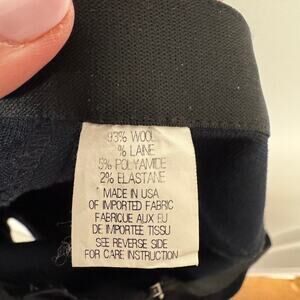 93% WOOL
% LAINE
5% POLYAMIDE
2% ELASTANE
MADE IN USA
OF IMPORTED FABRIC
FABRIQUE AUX EU
DE IMPORTEE TISSU
SEE REVERSE SIDE
FOR CARE INSTRUCTION